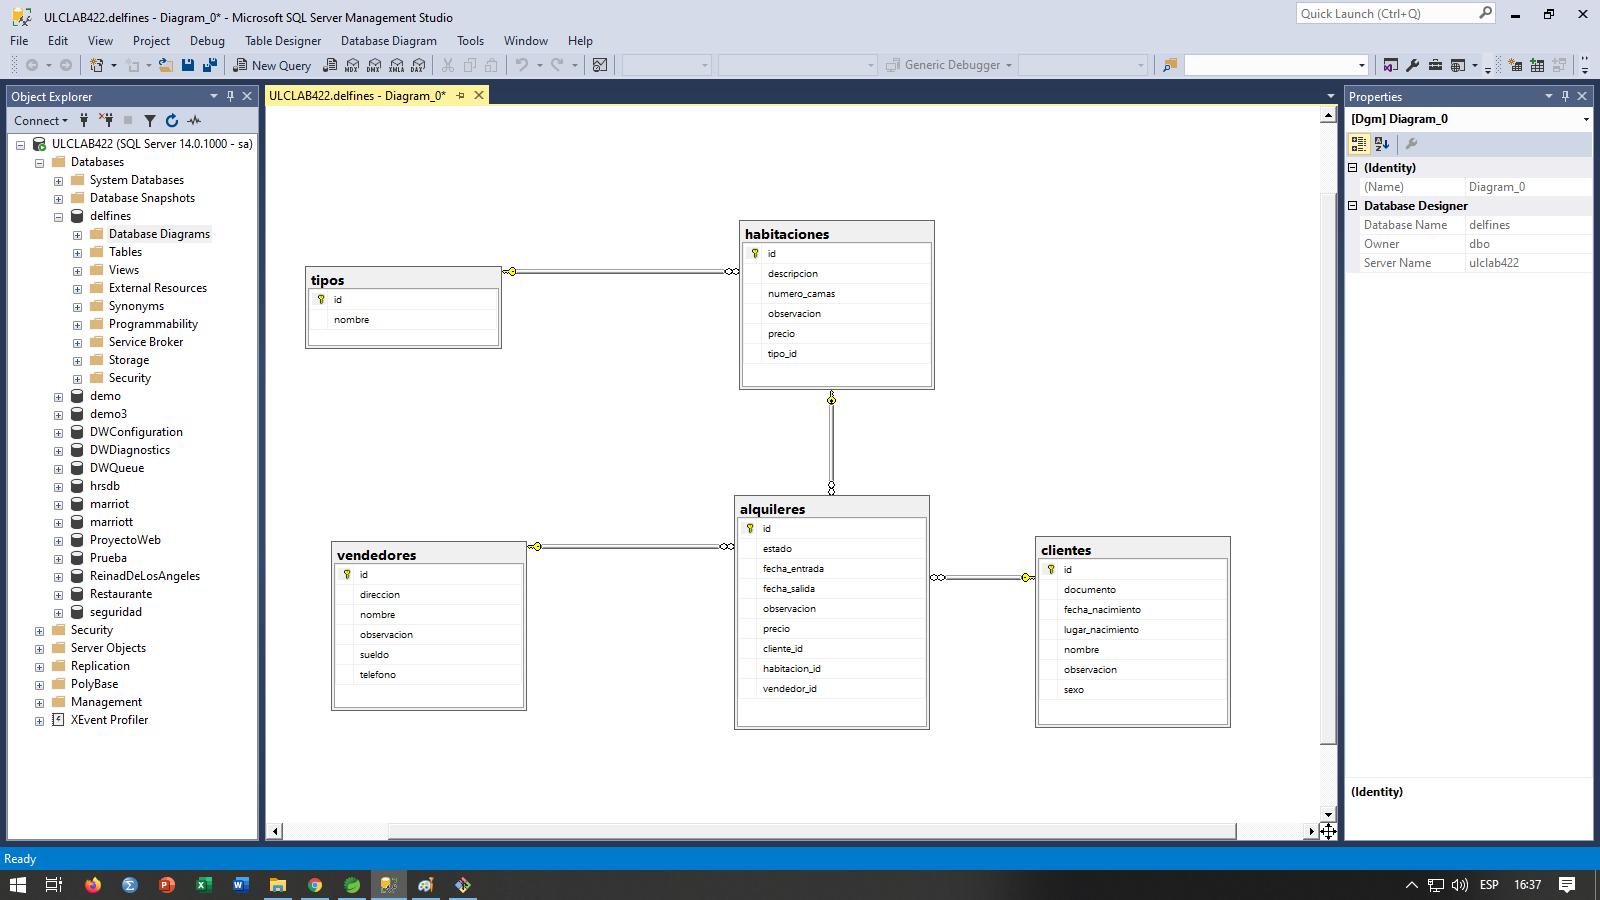 ULCLAB422.delfines - Diagram_0* - Microsoft SQL Server Management Studio
Quick Launch (Ctrl+Q)
File Edit View Project Debug Table Designer Database Diagram Tools Window Help
New Query MDX DMX XMLA DAX Generic Debugger
Object Explorer
Connect
ULCLAB422 (SQL Server 14.0.1000 - sa)
Databases
System Databases
Database Snapshots
delfines
Database Diagrams
Tables
Views
External Resources
Synonyms
Programmability
Service Broker
Storage
Security
demo
demo3
DWConfiguration
DWDiagnostics
DWQueue
hrsdb
marriot
marriott
ProyectoWeb
Prueba
ReinadDeLosAngeles
Restaurante
seguridad
Security
Server Objects
Replication
PolyBase
Management
XEvent Profiler
ULCLAB422.delfines - Diagram_0*
tipos
id
nombre
habitaciones
id
descripcion
numero_camas
observacion
precio
tipo_id
vendedores
id
direccion
nombre
observacion
sueldo
telefono
alquileres
id
estado
fecha_entrada
fecha_salida
observacion
precio
cliente_id
habitacion_id
vendedor_id
clientes
id
documento
fecha_nacimiento
lugar_nacimiento
nombre
observacion
sexo
Properties
[Dgm] Diagram_0
(Identity)
(Name) Diagram_0
Database Designer
Database Name delfines
Owner dbo
Server Name ulclab422
(Identity)
Ready
ESP 16:37